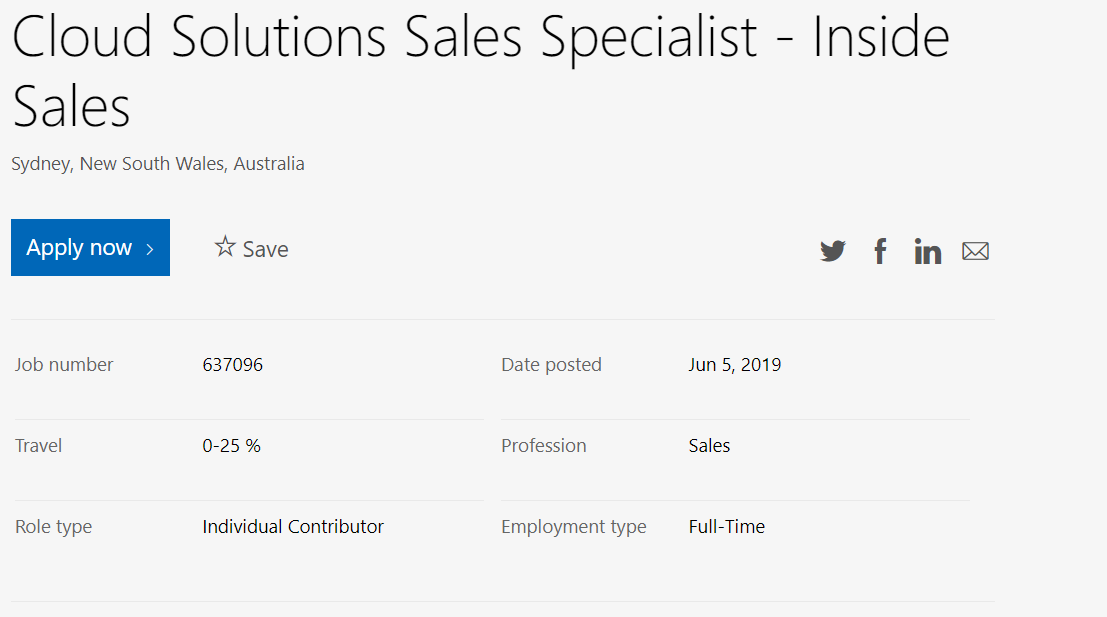 Cloud Solutions Sales Specialist - Inside
Sales
Sydney, New South Wales, Australia
Apply now
Save
Job number 637096 Date posted Jun 5, 2019
Travel 0-25 % Profession Sales
Role type Individual Contributor Employment type Full-Time